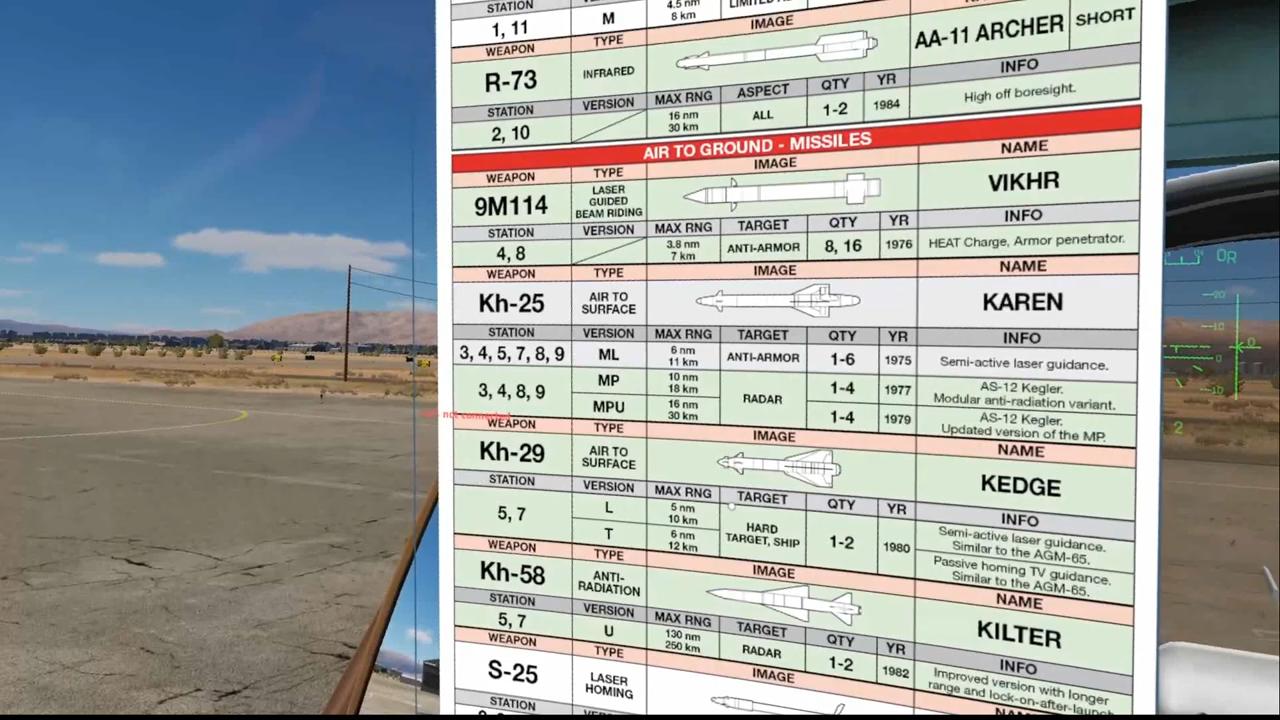 STATION
1, 11
M
4.5 nm
8 km
WEAPON
TYPE
IMAGE
R-73
INFRARED
AA-11 ARCHER
SHORT
STATION
VERSION
MAX RNG
ASPECT
QTY
YR
INFO
2, 10
16 nm
30 km
ALL
1-2
1984
High off boresight.
AIR TO GROUND - MISSILES
WEAPON
TYPE
IMAGE
NAME
9M114
LASER
GUIDED
BEAM RIDING
VIKHR
STATION
VERSION
MAX RNG
TARGET
QTY
YR
INFO
4, 8
3.8 nm
7 km
ANTI-ARMOR
8, 16
1976
HEAT Charge, Armor penetrator.
WEAPON
TYPE
IMAGE
NAME
Kh-25
AIR TO
SURFACE
KAREN
STATION
VERSION
MAX RNG
TARGET
QTY
YR
INFO
3, 4, 5, 7, 8, 9
ML
6 nm
11 km
ANTI-ARMOR
1-6
1975
Semi-active laser guidance.
3, 4, 8, 9
MP
10 nm
18 km
RADAR
1-4
1977
AS-12 Kegler.
Modular anti-radiation variant.
MPU
16 nm
30 km
1-4
1979
AS-12 Kegler.
Updated version of the MP.
not connected
WEAPON
TYPE
IMAGE
NAME
Kh-29
AIR TO
SURFACE
KEDGE
STATION
VERSION
MAX RNG
TARGET
QTY
YR
INFO
5, 7
L
5 nm
10 km
HARD
TARGET, SHIP
1-2
1980
Semi-active laser guidance.
Similar to the AGM-65.
T
6 nm
12 km
Passive homing TV guidance.
Similar to the AGM-65.
WEAPON
TYPE
IMAGE
NAME
Kh-58
ANTI-
RADIATION
KILTER
STATION
VERSION
MAX RNG
TARGET
QTY
YR
INFO
5, 7
U
130 nm
250 km
RADAR
1-2
1982
Improved version with longer
range and lock-on-after-launch
WEAPON
TYPE
IMAGE
NAME
S-25
LASER
HOMING
STATION
-20
-10
0
-10
2